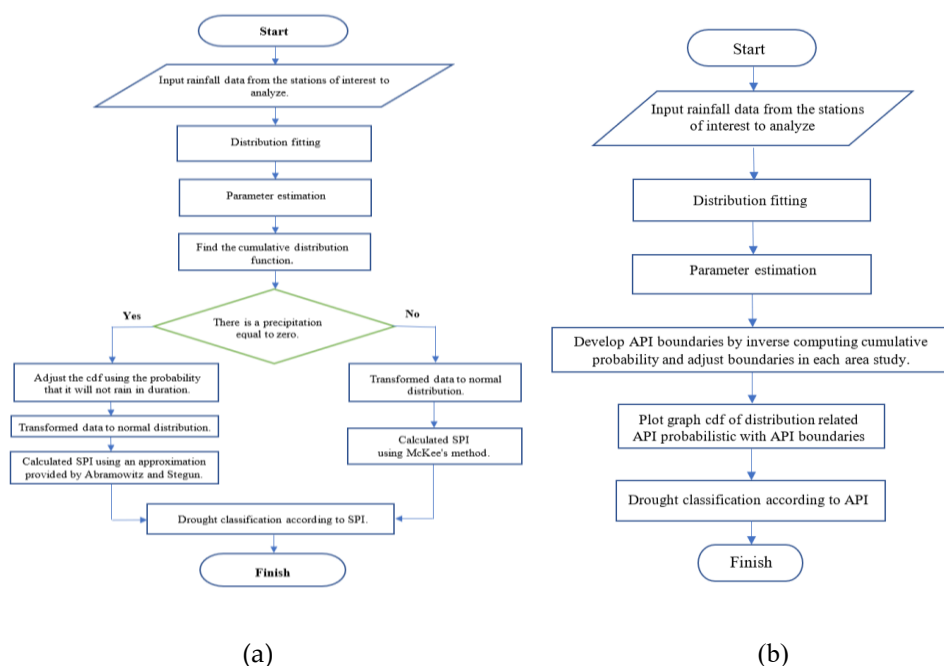 Start
Input rainfall data from the stations of interest to
analyze.
Distribution fitting
Parameter estimation
Find the cumulative distribution
function.
There is a precipitation
equal to zero.
Yes
No
Adjust the cdf using the probability
that it will not rain in duration.
Transformed data to normal distribution.
Calculated SPI using an approximation
provided by Abramowitz and Stegun.
Transformed data to normal
distribution.
Calculated SPI
using McKee's method.
Drought classification according to SPI.
Finish
(a)
Start
Input rainfall data from the stations
of interest to analyze
Distribution fitting
Parameter estimation
Develop API boundaries by inverse computing cumulative
probability and adjust boundaries in each area study.
Plot graph cdf of distribution related
API probabilistic with API boundaries
Drought classification according to API
Finish
(b)